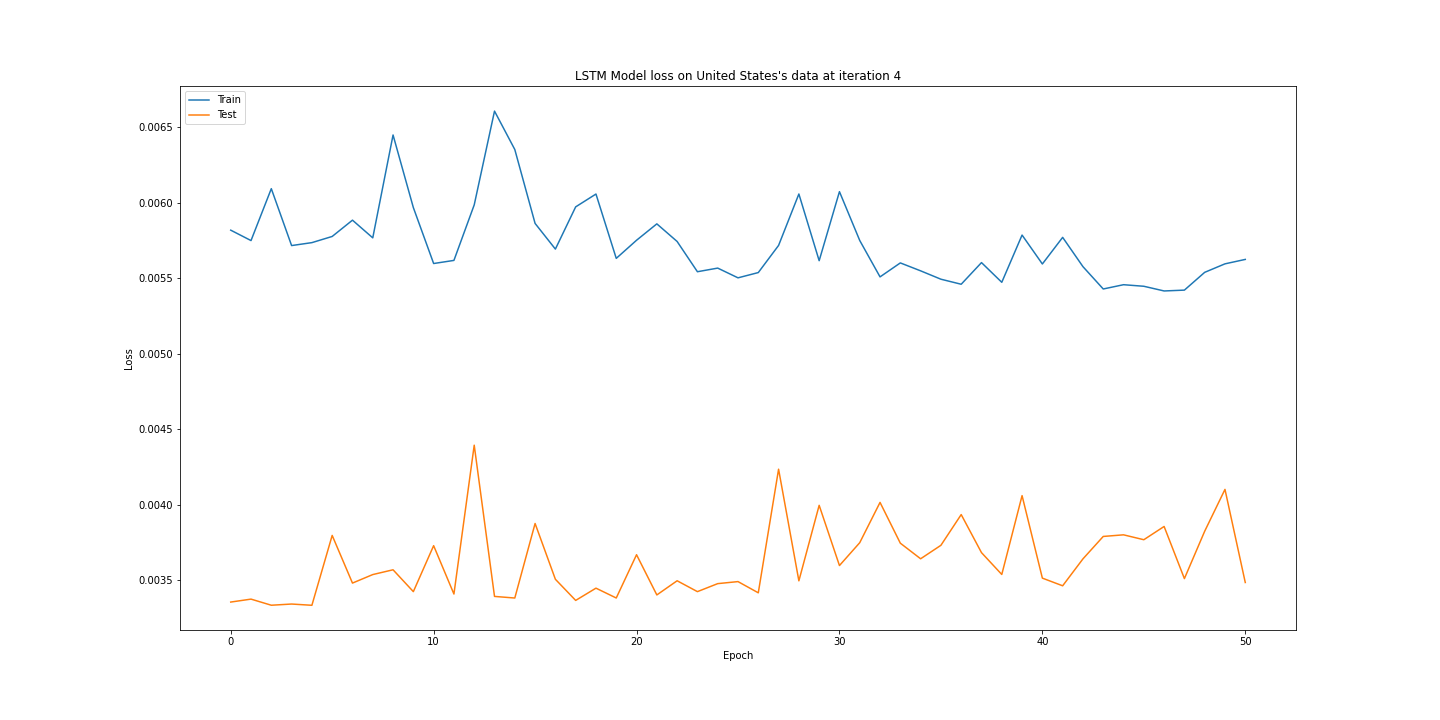 LSTM Model loss on United States's data at iteration 4
Train
Test
0.0065
0.0060
0.0055
0.0050
0.0045
0.0040
0.0035
Loss
0 10 20 30 40 50
Epoch